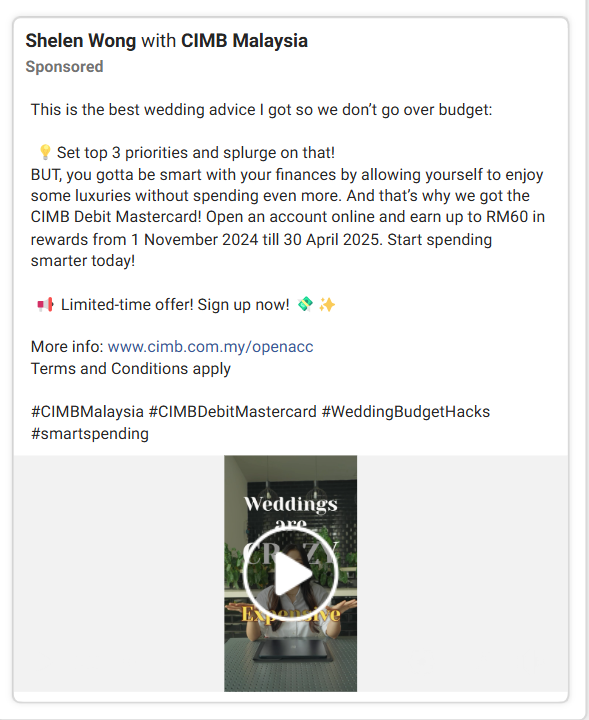 Shelen Wong with CIMB Malaysia
Sponsored
This is the best wedding advice I got so we don’t go over budget:
💡 Set top 3 priorities and splurge on that!
BUT, you gotta be smart with your finances by allowing yourself to enjoy
some luxuries without spending even more. And that’s why we got the
CIMB Debit Mastercard! Open an account online and earn up to RM60 in
rewards from 1 November 2024 till 30 April 2025. Start spending
smarter today!
📢 Limited-time offer! Sign up now! 💸 ✨
More info: www.cimb.com.my/openacc
Terms and Conditions apply
#CIMBMalaysia #CIMBDebitMastercard #WeddingBudgetHacks
#smartspending
Weddings
are
CRAZY
Expensive